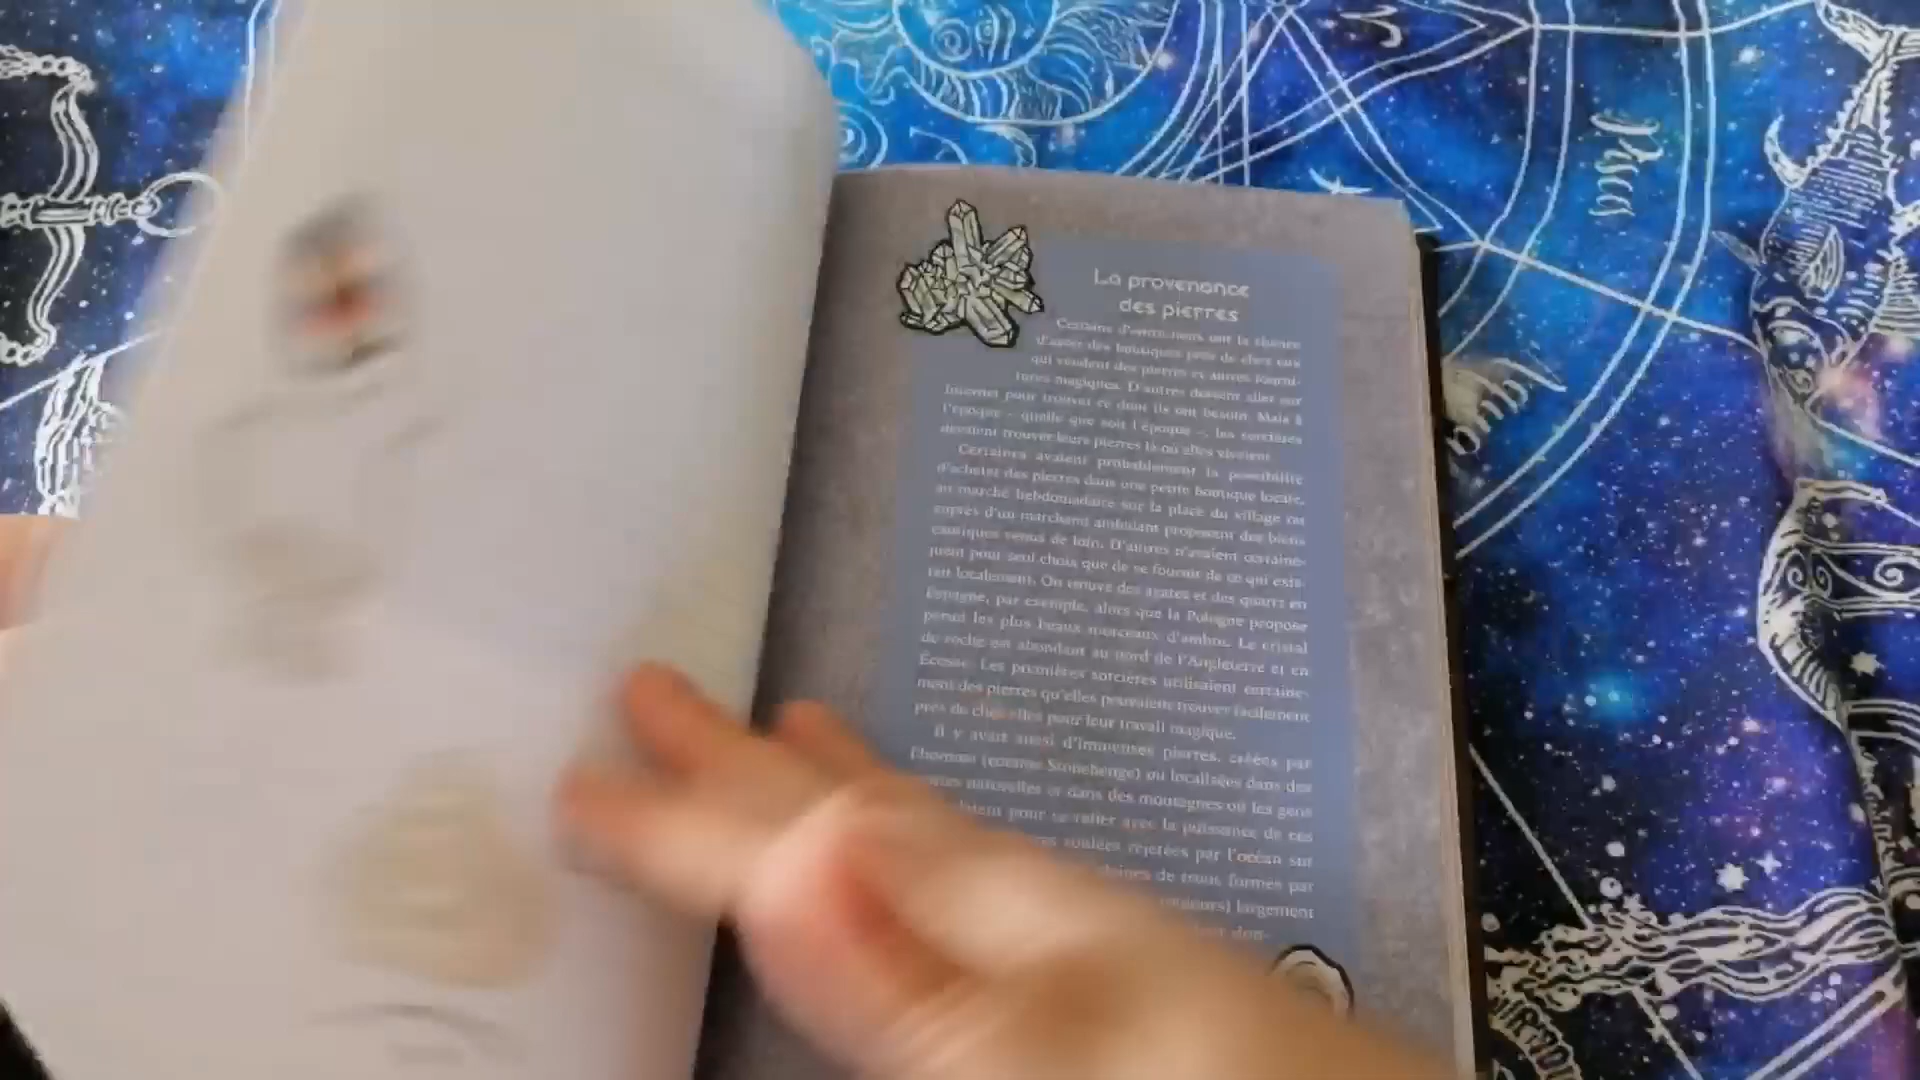 La provenance
des pierres
Certains d'entre nous ont la chance
d'avoir des boutiques près de chez eux
qui vendent des pierres et autres fourni-
tures magiques. D'autres doivent aller sur
Internet pour trouver ce dont ils ont besoin. Mais à
l'époque – quelle que soit l'époque –, les sorcières
devaient trouver leurs pierres là où elles vivaient.
Certaines avaient probablement la possibilité
d'acheter des pierres dans une petite boutique locale,
au marché hebdomadaire sur la place du village ou
auprès d'un marchand ambulant proposant des biens
exotiques venus de loin. D'autres n'avaient certaine-
ment pour seul choix que de se fournir de ce qui exis-
tait localement. On trouve des agates et des quartz en
Espagne, par exemple, alors que la Pologne propose
parmi les plus beaux morceaux d'ambre. Le cristal
de roche est abondant au nord de l'Angleterre et en
Écosse. Les premières sorcières utilisaient certaine-
ment des pierres qu'elles pouvaient trouver facilement
près de chez elles pour leur travail magique.
Il y avait aussi d'immenses pierres, créées par
l'homme (comme Stonehenge) ou localisées dans des
naturelles et dans des montagnes où les gens
pour se relier avec la puissance de ces
roulées rejetées par l'océan sur
pleines de trous formés par
largement
don-
Pisces
Aqua